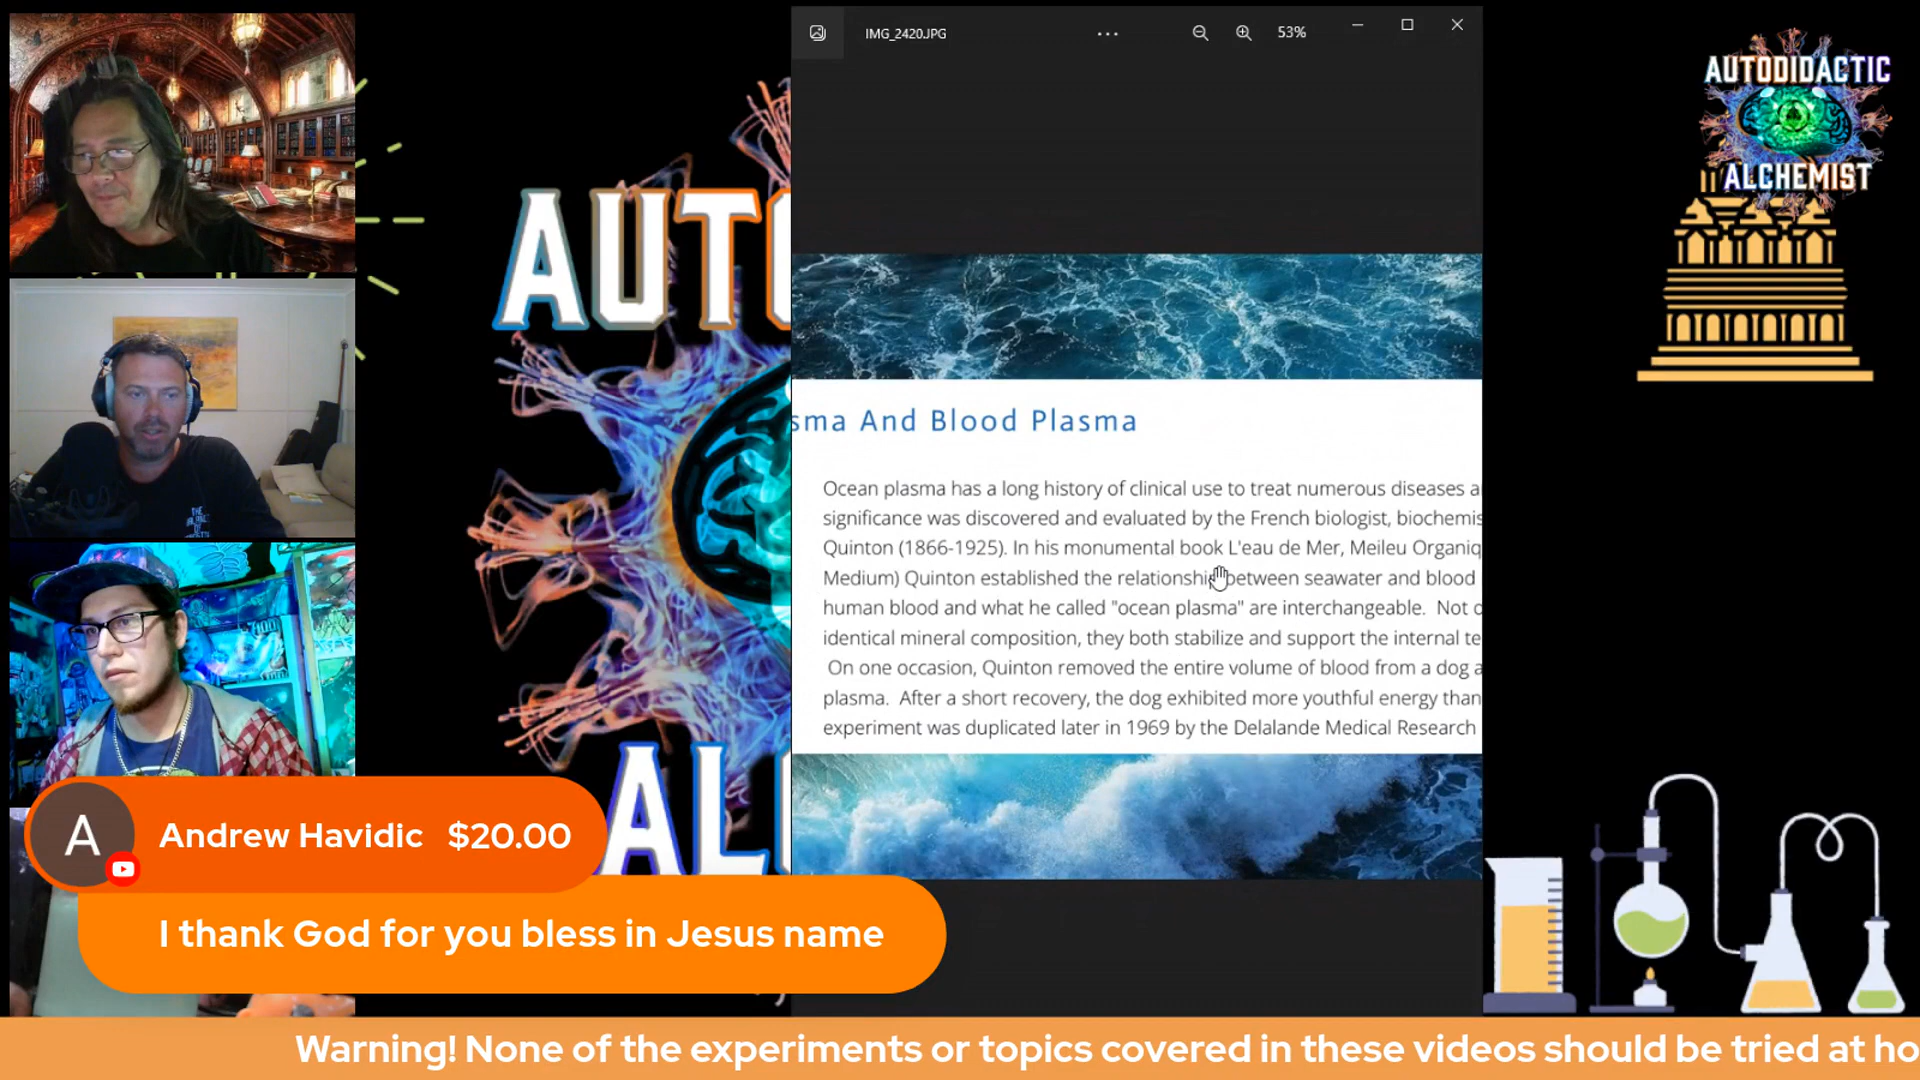 IMG_2420.JPG
53%
AUTODIDACTIC
ALCHEMIST
AUTO
sma And Blood Plasma
Ocean plasma has a long history of clinical use to treat numerous diseases a
significance was discovered and evaluated by the French biologist, biochemis
Quinton (1866-1925). In his monumental book L'eau de Mer, Meileu Organiq
Medium) Quinton established the relationshi between seawater and blood
human blood and what he called "ocean plasma" are interchangeable. Not o
identical mineral composition, they both stabilize and support the internal te
On one occasion, Quinton removed the entire volume of blood from a dog a
plasma. After a short recovery, the dog exhibited more youthful energy than
experiment was duplicated later in 1969 by the Delalande Medical Research
AL
A
Andrew Havidic $20.00
I thank God for you bless in Jesus name
Warning! None of the experiments or topics covered in these videos should be tried at ho